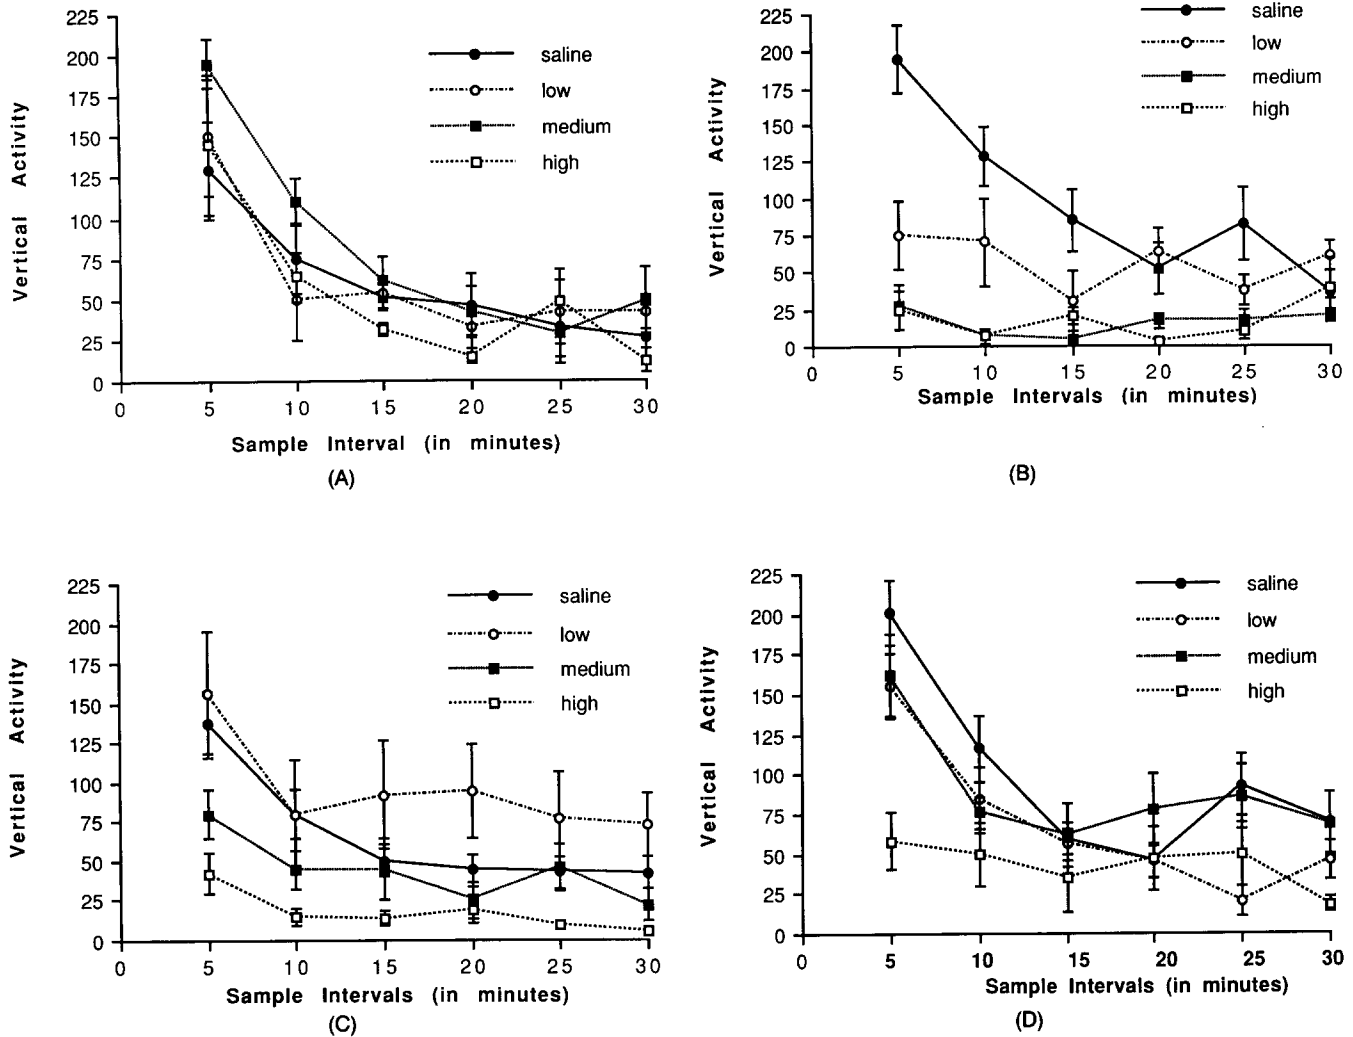 225
200
175
150
125
100
75
50
25
0
Vertical Activity
saline
low
medium
high
0 5 10 15 20 25 30
Sample Interval (in minutes)
(A)
225
200
175
150
125
100
75
50
25
0
Vertical Activity
saline
low
medium
high
0 5 10 15 20 25 30
Sample Intervals (in minutes)
(B)
225
200
175
150
125
100
75
50
25
0
Vertical Activity
saline
low
medium
high
0 5 10 15 20 25 30
Sample Intervals (in minutes)
(C)
225
200
175
150
125
100
75
50
25
0
Vertical Activity
saline
low
medium
high
0 5 10 15 20 25 30
Sample Intervals (in minutes)
(D)